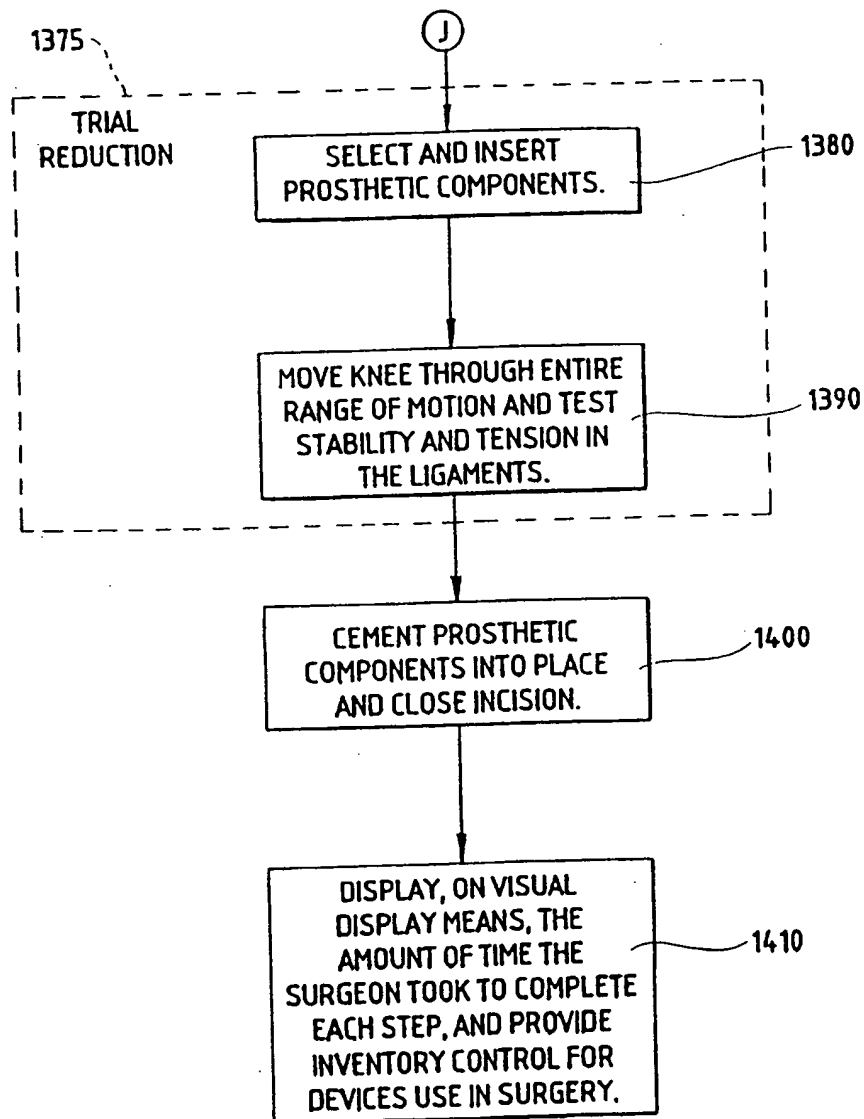 J
1375
TRIAL
REDUCTION
SELECT AND INSERT
PROSTHETIC COMPONENTS.
1380
MOVE KNEE THROUGH ENTIRE
RANGE OF MOTION AND TEST
STABILITY AND TENSION IN
THE LIGAMENTS.
1390
CEMENT PROSTHETIC
COMPONENTS INTO PLACE
AND CLOSE INCISION.
1400
DISPLAY, ON VISUAL
DISPLAY MEANS, THE
AMOUNT OF TIME THE
SURGEON TOOK TO COMPLETE
EACH STEP, AND PROVIDE
INVENTORY CONTROL FOR
DEVICES USE IN SURGERY.
1410